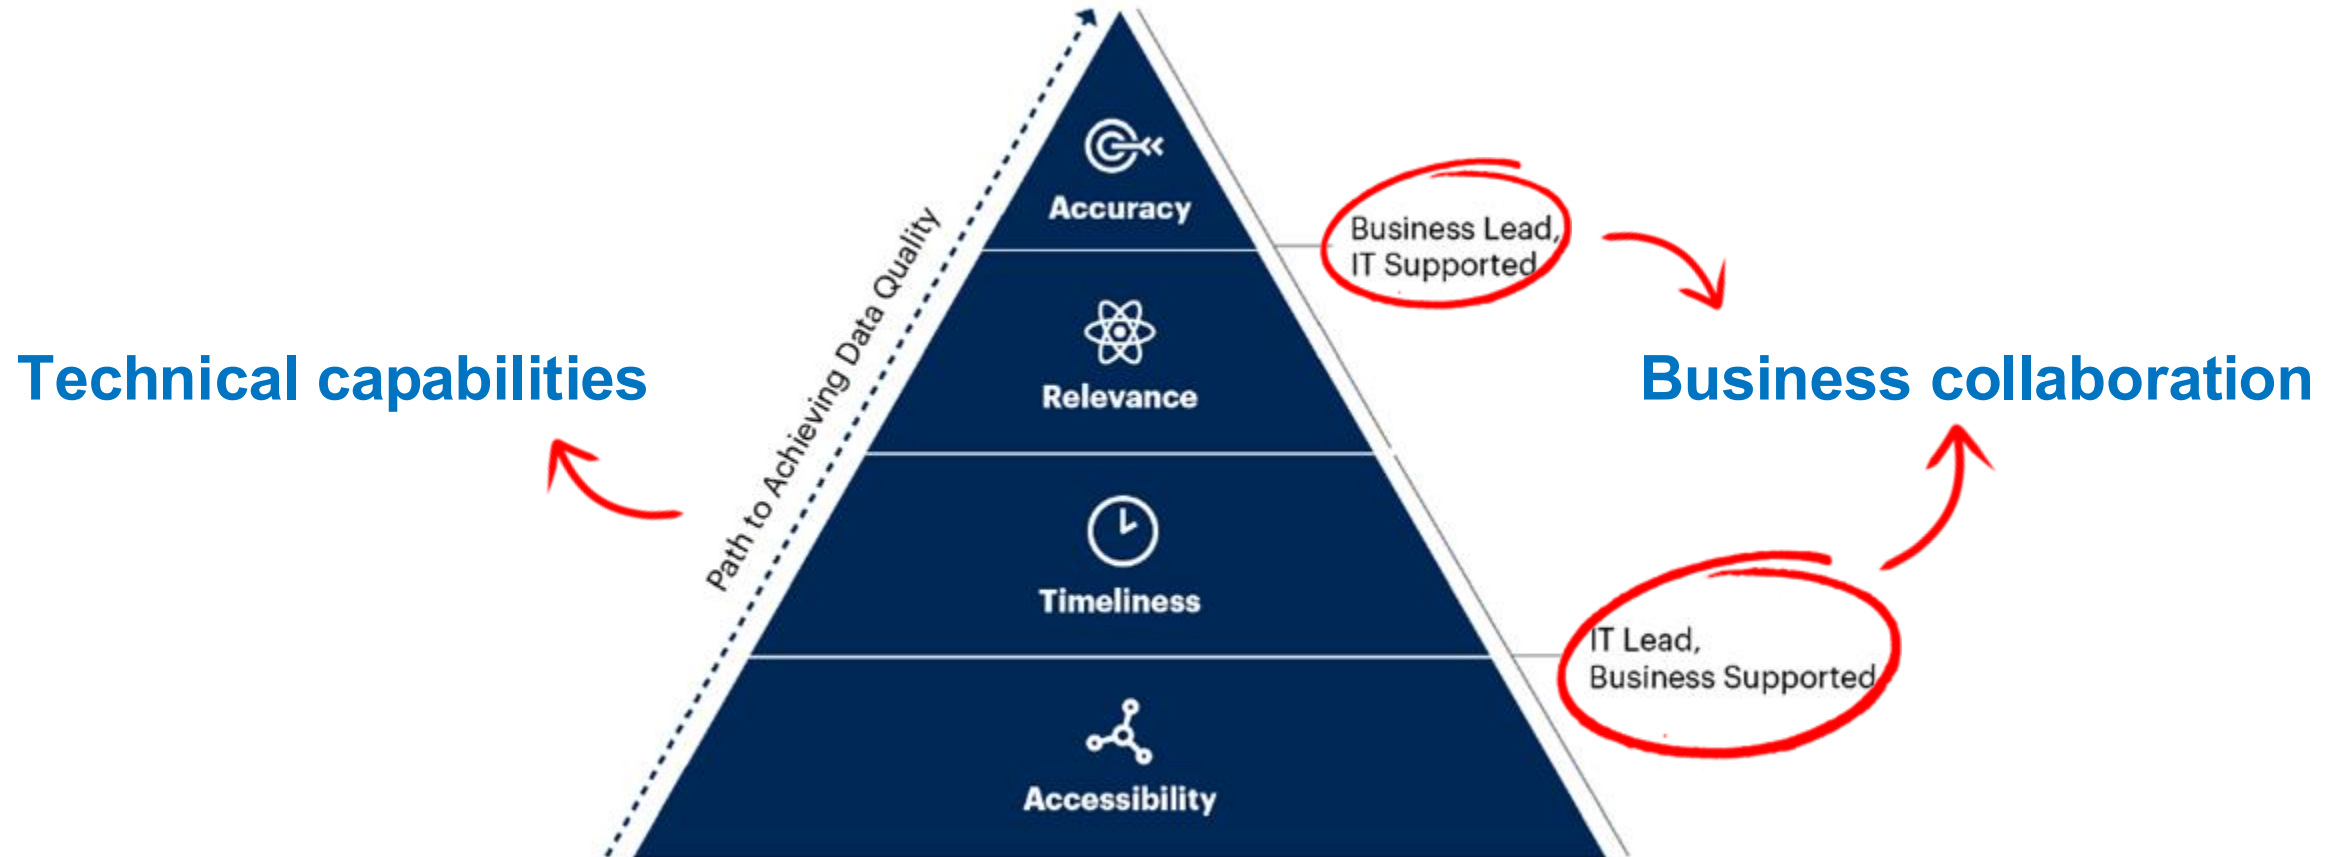 Accuracy
Business Lead,
IT Supported
Path to Achieving Data Quality
Relevance
Technical capabilities
Business collaboration
Timeliness
IT Lead,
Business Supported
Accessibility